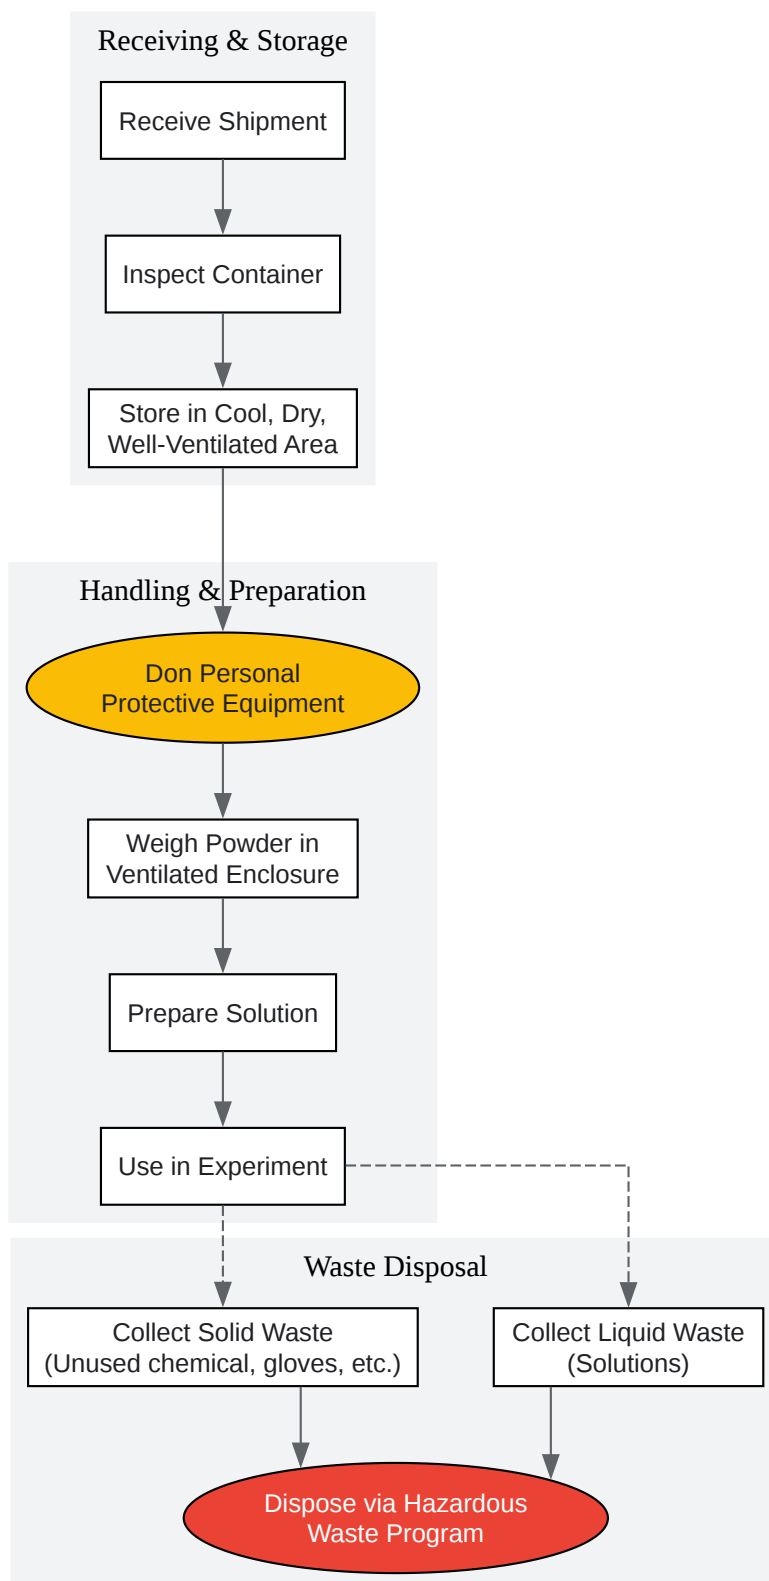 Receiving & Storage
Receive Shipment
Inspect Container
Store in Cool, Dry,
Well-Ventilated Area
Handling & Preparation
Don Personal
Protective Equipment
Weigh Powder in
Ventilated Enclosure
Prepare Solution
Use in Experiment
Waste Disposal
Collect Solid Waste
(Unused chemical, gloves, etc.)
Collect Liquid Waste
(Solutions)
Dispose via Hazardous
Waste Program